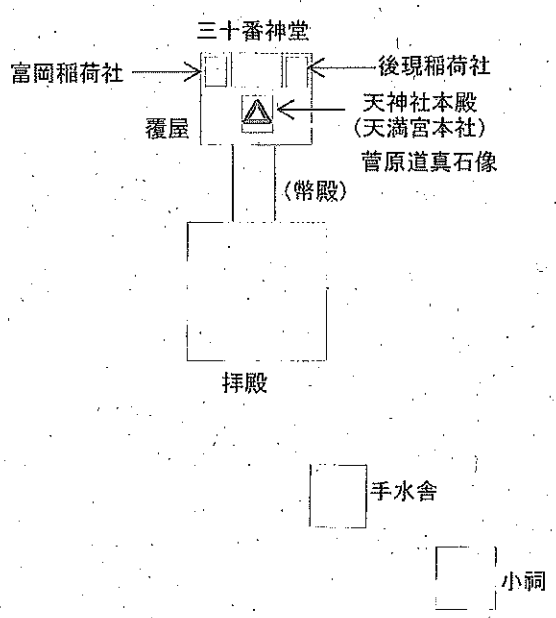 三十番神堂
富岡稲荷社
後現稲荷社
天神社本殿
(天満宮本社)
覆屋
菅原道真石像
(幣殿)
拝殿
手水舎
小祠